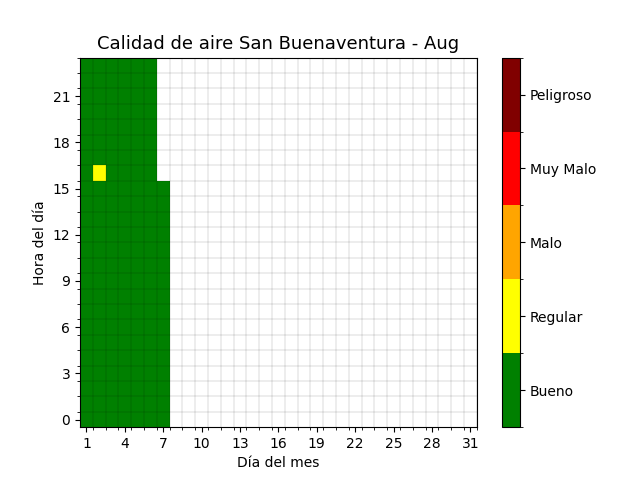 Calidad de aire San Buenaventura - Aug
Hora del día
21
18
15
12
9
6
3
0
1 4 7 10 13 16 19 22 25 28 31
Día del mes
Peligroso
Muy Malo
Malo
Regular
Bueno